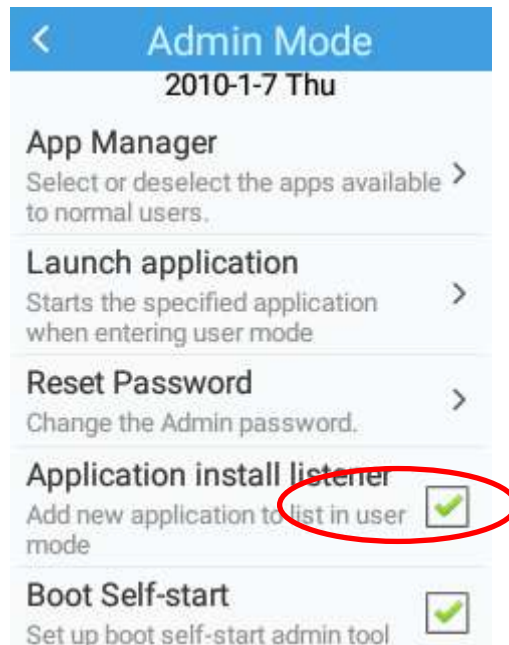 Admin Mode
2010-1-7 Thu
App Manager
Select or deselect the apps available
to normal users.
Launch application
Starts the specified application
when entering user mode
Reset Password
Change the Admin password.
Application install listener
Add new application to list in user
mode
Boot Self-start
Set up boot self-start admin tool